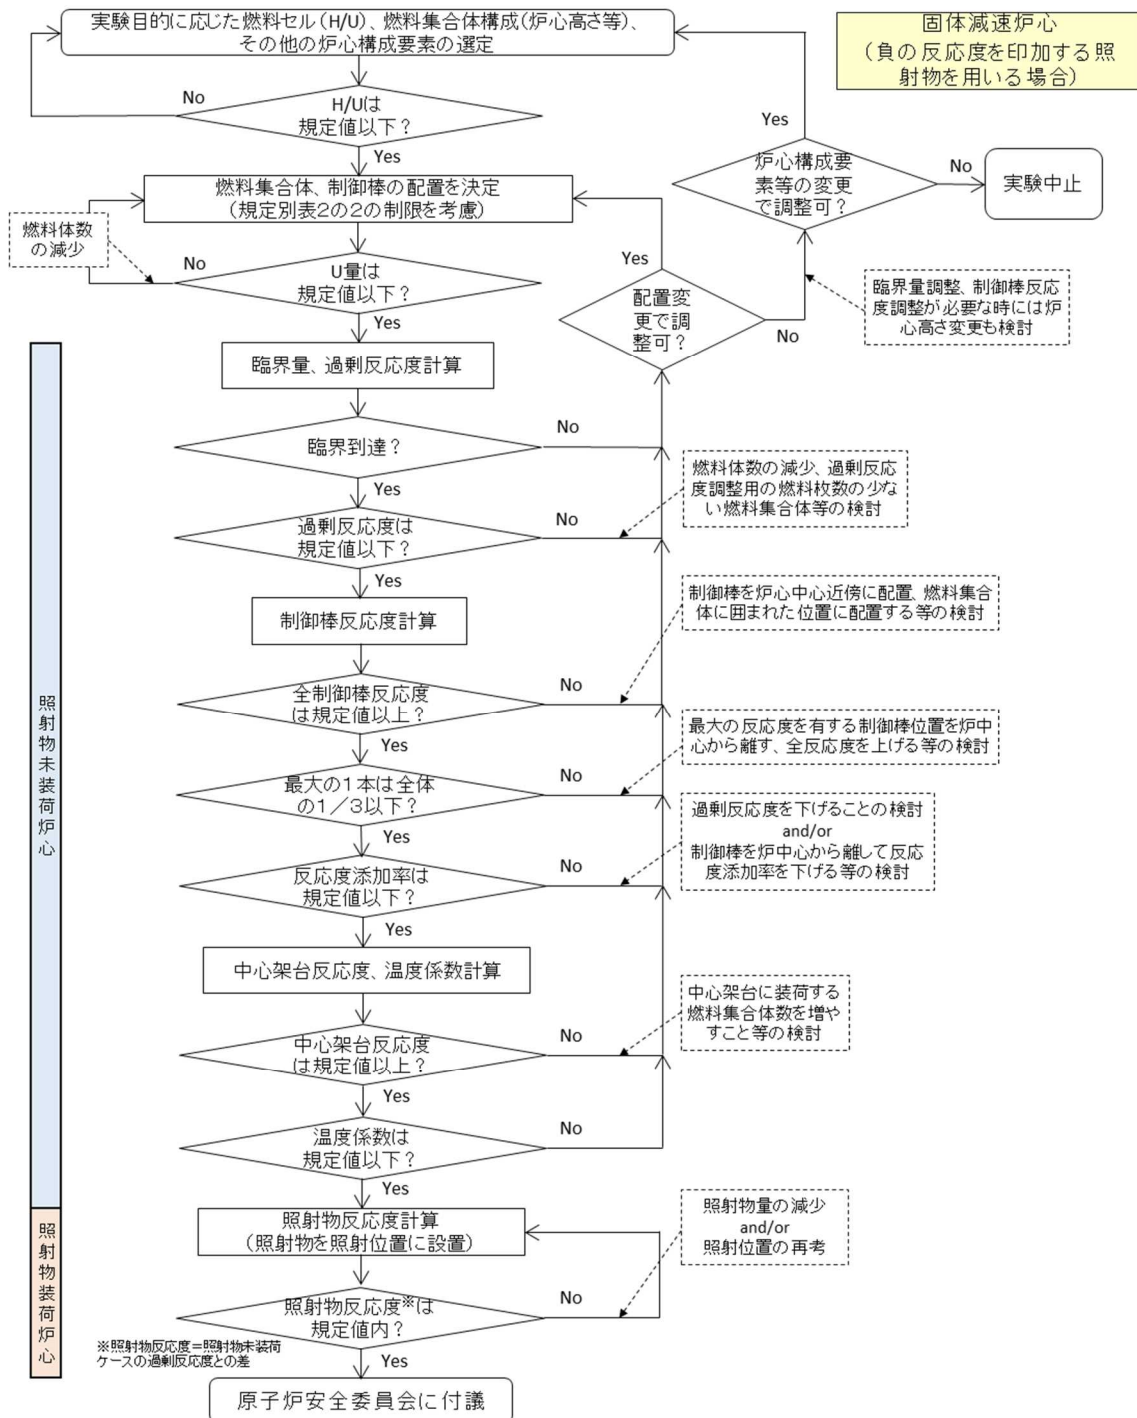 実験目的に応じた燃料セル(H/U)、燃料集合体構成(炉心高さ等)、
その他の炉心構成要素の選定
固体減速炉心
(負の反応度を印加する照
射物を用いる場合)
No
H/Uは
規定値以下?
Yes
Yes
炉心構成要
素等の変更
で調整可?
No
実験中止
燃料集合体、制御棒の配置を決定
(規定別表2の2の制限を考慮)
燃料体数
の減少
No
U量は
規定値以下?
Yes
Yes
配置変
更で調
整可?
No
臨界量調整、制御棒反応
度調整が必要な時には炉
心高さ変更も検討
臨界量、過剰反応度計算
臨界到達?
No
Yes
燃料体数の減少、過剰反応
度調整用の燃料枚数の少な
い燃料集合体等の検討
過剰反応度は
規定値以下?
No
Yes
制御棒反応度計算
制御棒を炉心中心近傍に配置、燃料集合
体に囲まれた位置に配置する等の検討
照射物未装荷炉心
全制御棒反応度
は規定値以上?
No
Yes
最大の反応度を有する制御棒位置を炉中
心から離す、全反応度を上げる等の検討
最大の1本は全体
の1/3以下?
No
Yes
過剰反応度を下げることの検討
and/or
制御棒を炉中心から離して反応
度添加率を下げる等の検討
反応度添加率は
規定値以下?
No
Yes
中心架台反応度、温度係数計算
中心架台に装荷する
燃料集合体数を増や
すこと等の検討
中心架台反応度
は規定値以上?
No
Yes
温度係数は
規定値以下?
No
Yes
照射物装荷炉心
照射物反応度計算
(照射物を照射位置に設置)
照射物量の減少
and/or
照射位置の再考
照射物反応度※は
規定値内?
No
※照射物反応度=照射物未装荷
ケースの過剰反応度との差
Yes
原子炉安全委員会に付議